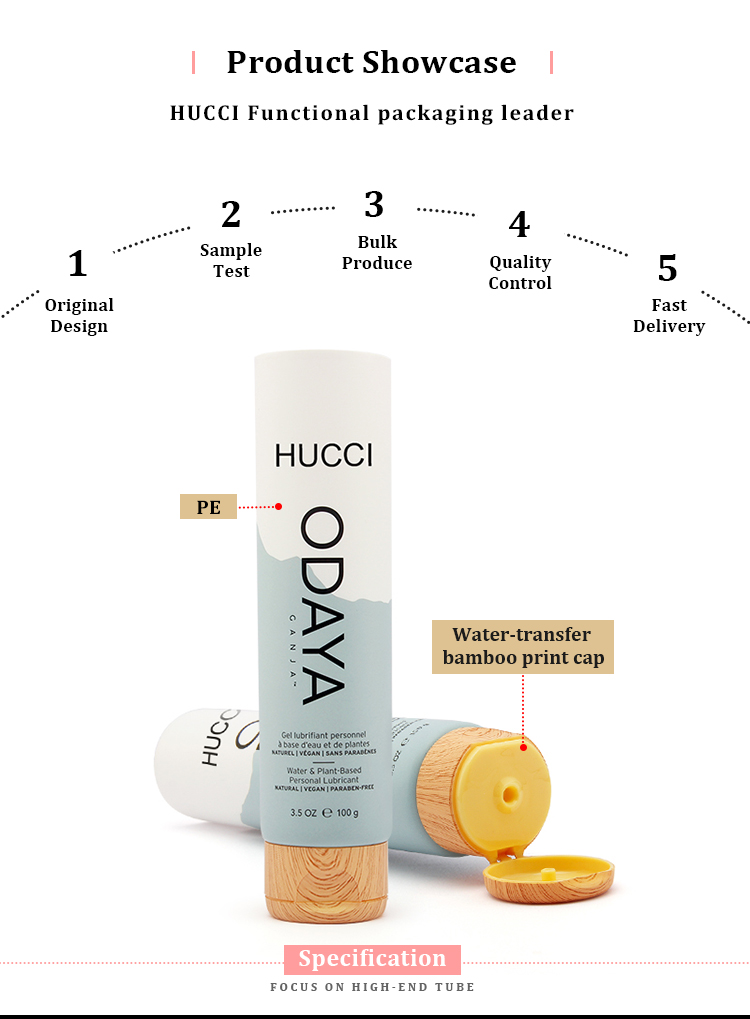 Product Showcase
HUCCI Functional packaging leader
1
Original
Design
2
Sample
Test
3
Bulk
Produce
4
Quality
Control
5
Fast
Delivery
HUCCI
PE
ODAYA
GANJA™
Gel lubrifiant personnel
à base d'eau et de plantes
NATUREL | VÉGAN | SANS PARABÈNES
Water & Plant-Based
Personal Lubricant
NATURAL | VEGAN | PARABEN-FREE
3.5 OZ ℮ 100 g
HUCCI
Water-transfer
bamboo print cap
Specification
FOCUS ON HIGH-END TUBE